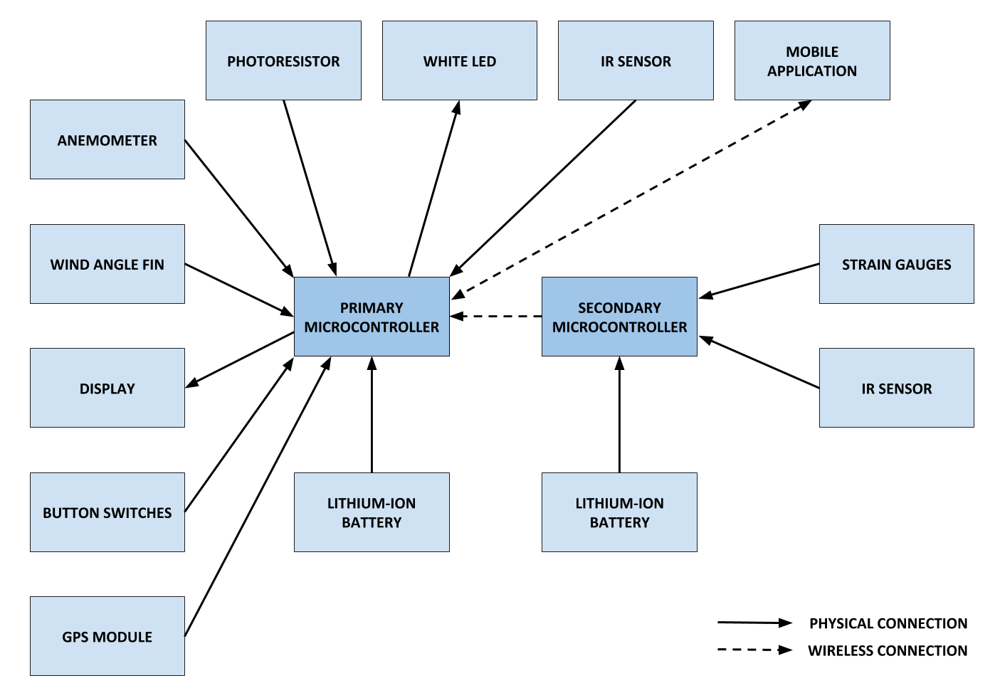 PHOTORESISTOR
WHITE LED
IR SENSOR
MOBILE
APPLICATION
ANEMOMETER
WIND ANGLE FIN
STRAIN GAUGES
PRIMARY
MICROCONTROLLER
SECONDARY
MICROCONTROLLER
DISPLAY
IR SENSOR
BUTTON SWITCHES
LITHIUM-ION
BATTERY
LITHIUM-ION
BATTERY
GPS MODULE
PHYSICAL CONNECTION
WIRELESS CONNECTION